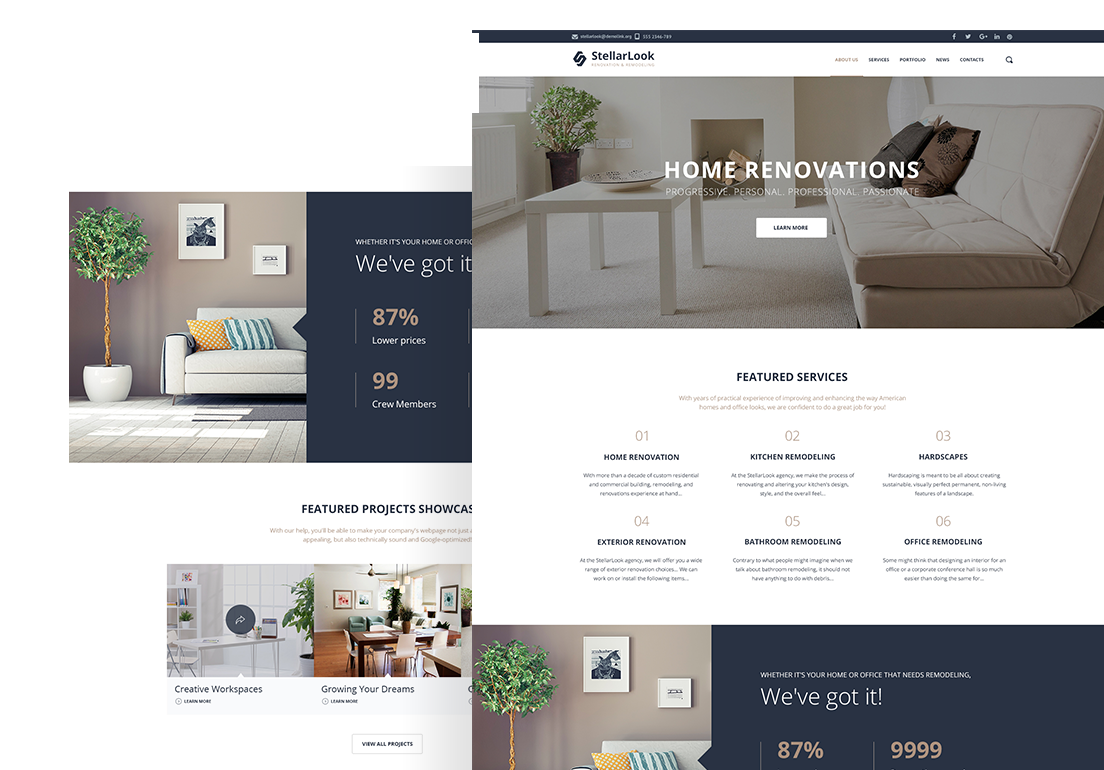 stellarlook@demolink.org
555 2346-789
StellarLook
RENOVATION & REMODELING
ABOUT US
SERVICES
PORTFOLIO
NEWS
CONTACTS
HOME RENOVATIONS
PROGRESSIVE. PERSONAL. PROFESSIONAL. PASSIONATE
LEARN MORE
FEATURED SERVICES
With years of practical experience of improving and enhancing the way American
homes and office looks, we are confident to do a great job for you!
01
HOME RENOVATION
With more than a decade of custom residential
and commercial building, remodeling, and
renovations experience at hand...
02
KITCHEN REMODELING
At the StellarLook agency, we make the process of
renovating and altering your kitchen's design,
style, and the overall feel...
03
HARDSCAPES
Hardscaping is meant to be all about creating
sustainable, visually perfect permanent, non-living
features of a landscape.
04
EXTERIOR RENOVATION
At the StellarLook agency, we will offer you a wide
range of exterior renovation choices... We can
work on or install the following items...
05
BATHROOM REMODELING
Contrary to what people might imagine when we
talk about bathroom remodeling, it should not
have anything to do with debris...
06
OFFICE REMODELING
Some might think that designing an interior for an
office or a corporate conference hall is so much
easier than doing the same for...
WHETHER IT'S YOUR HOME OR OFFICE THAT NEEDS REMODELING,
We've got it!
87%
9999
WHETHER IT'S YOUR HOME OR OFFIC
We've got it
87%
Lower prices
99
Crew Members
FEATURED PROJECTS SHOWCAS
With our help, you'll be able to make your company's webpage not just
appealing, but also technically sound and Google-optimized!
Creative Workspaces
LEARN MORE
Growing Your Dreams
LEARN MORE
VIEW ALL PROJECTS